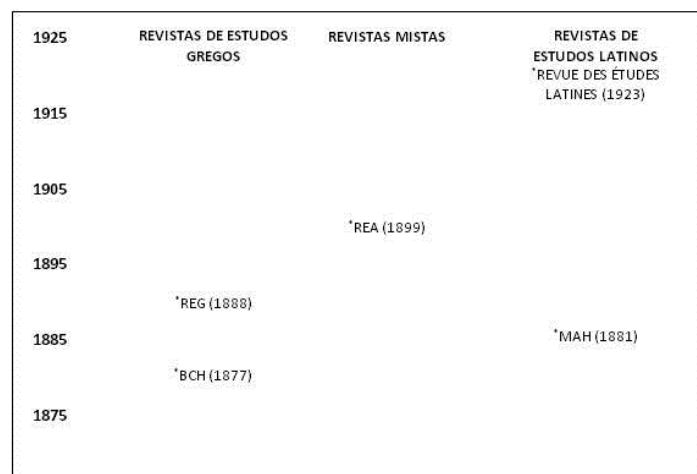 1925 REVISTAS DE ESTUDOS REVISTAS MISTAS REVISTAS DE
GREGOS ESTUDOS LATINOS
*REVUE DES ÉTUDES
LATINES (1923)
1915
1905
*REA (1899)
1895
*REG (1888)
1885 *MAH (1881)
*BCH (1877)
1875